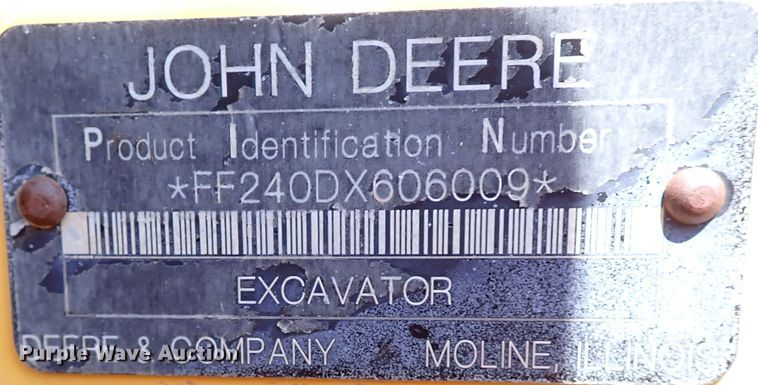 JOHN DEERE
Product Identification Number
*FF240DX606009*
EXCAVATOR
DEERE & COMPANY MOLINE, ILLINOIS
Purple Wave Auction